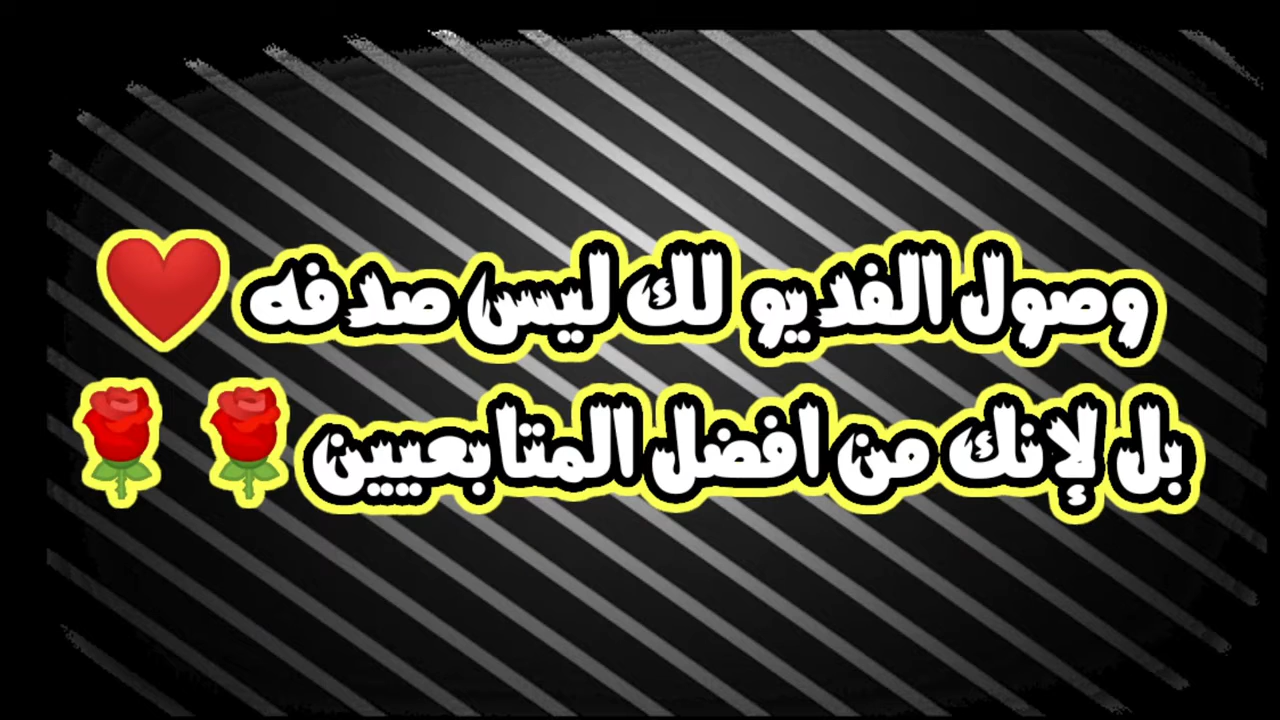 وصول الفديو لك ليس صدفه ❤️
بل لإنك من افضل المتابعيين 🌹 🌹